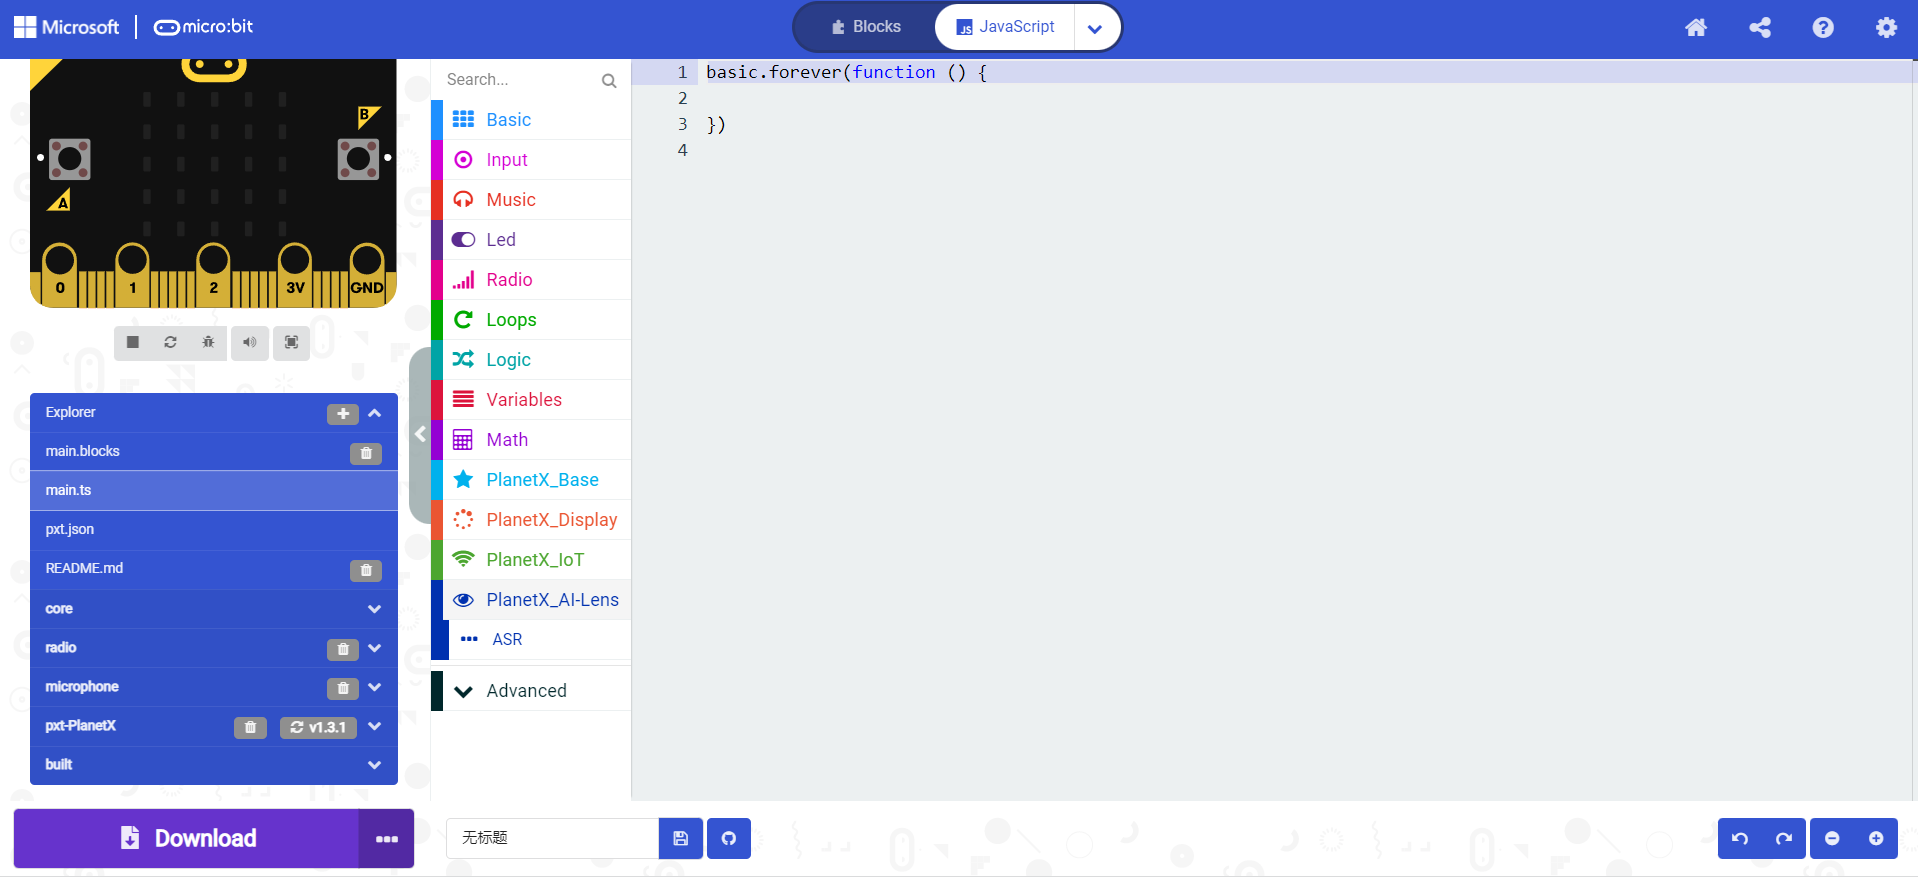 Microsoft | micro:bit
Blocks
JavaScript
B
A
0 1 2 3V GND
Explorer
main.blocks
main.ts
pxt.json
README.md
core
radio
microphone
pxt-PlanetX v1.3.1
built
Download
Search...
Basic
Input
Music
Led
Radio
Loops
Logic
Variables
Math
PlanetX_Base
PlanetX_Display
PlanetX_IoT
PlanetX_AI-Lens
ASR
Advanced
1 basic.forever(function () {
2
3 })
4
无标题